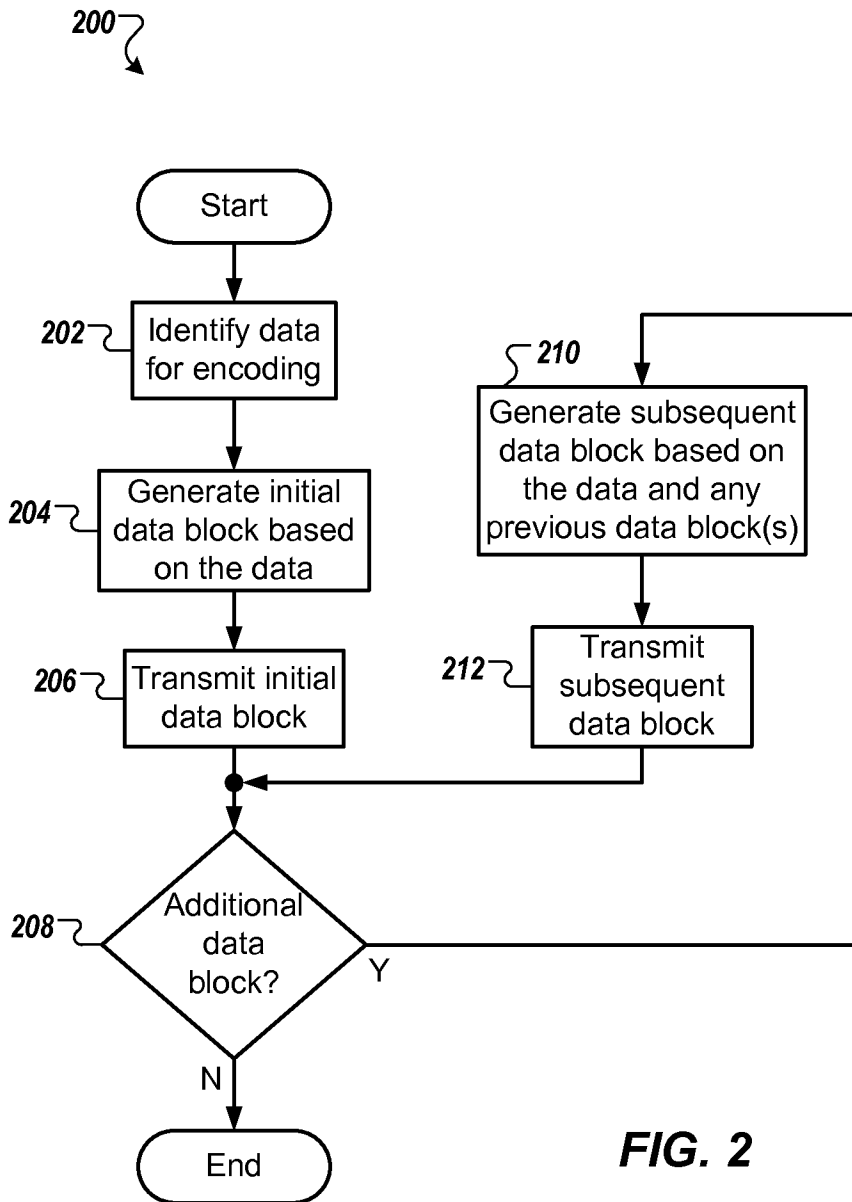 200
Start
202
Identify data
for encoding
204
Generate initial
data block based
on the data
206
Transmit initial
data block
208
Additional
data
block?
Y
N
End
210
Generate subsequent
data block based on
the data and any
previous data block(s)
212
Transmit
subsequent
data block
FIG. 2